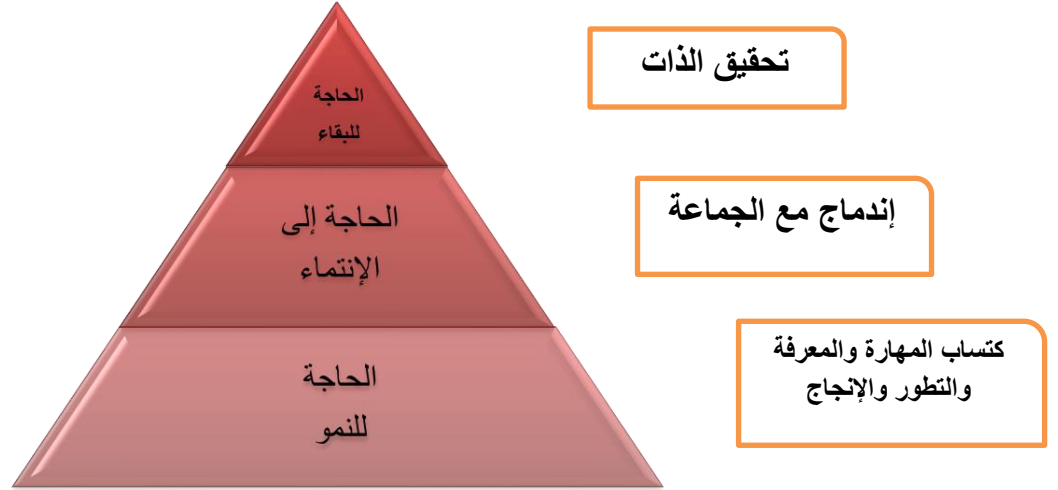 تحقيق الذات
الحاجة
للبقاء
إندماج مع الجماعة
الحاجة إلى
الإنتماء
كتساب المهارة والمعرفة
والتطور والإنجاج
الحاجة
للنمو